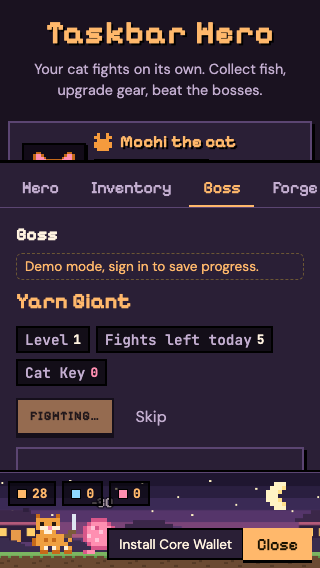 Taskbar Hero
Your cat fights on its own. Collect fish,
upgrade gear, beat the bosses.
Mochi the cat
Hero Inventory Boss Forge
Boss
Demo mode, sign in to save progress.
Yarn Giant
Level 1 Fights left today 5
Cat Key 0
FIGHTING… Skip
28 0 0
Install Core Wallet Close